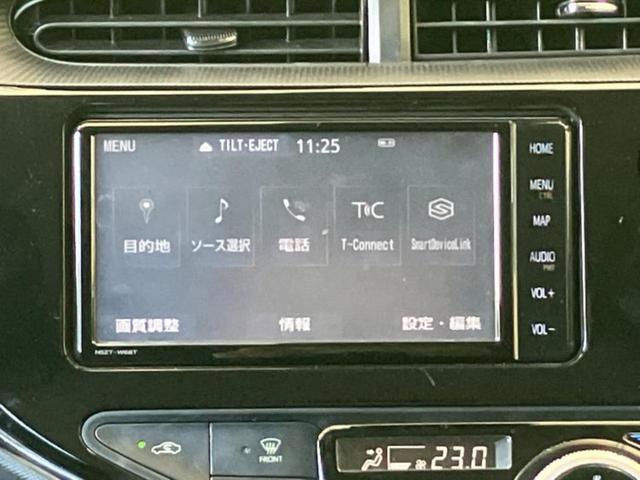 MENU ⏏ TILT·EJECT 11:25
目的地 ソース選択 電話 T-Connect SmartDeviceLink
画質調整 情報 設定・編集
NSZT-W68T
HOME
MENU
CTRL
MAP
AUDIO
PWR
VOL+
VOL-
FRONT
23.0